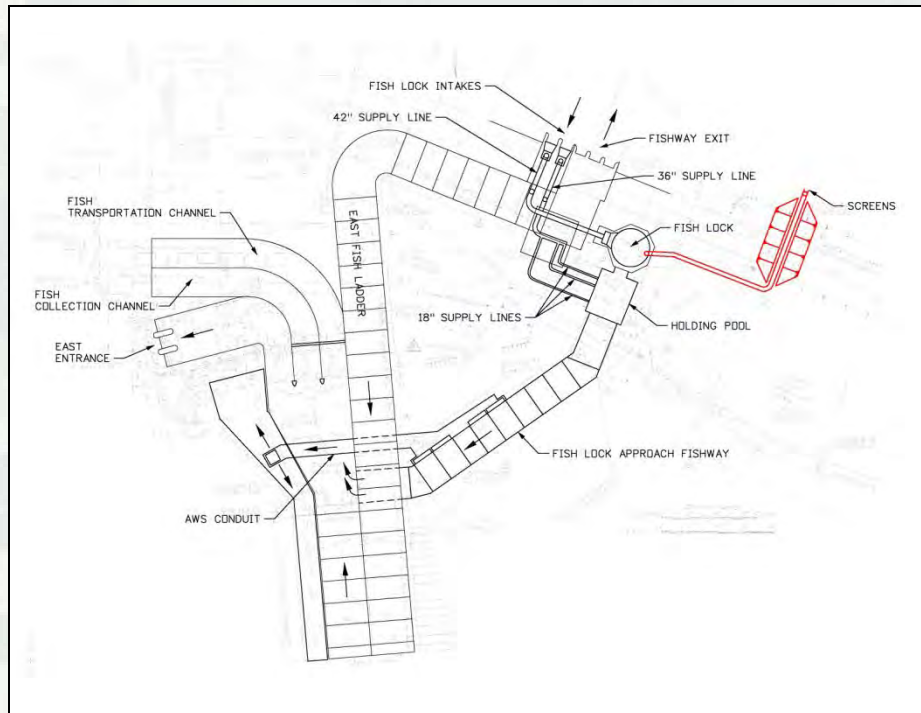 FISH LOCK INTAKES
42" SUPPLY LINE
FISHWAY EXIT
36" SUPPLY LINE
FISH
TRANSPORTATION CHANNEL
SCREENS
EAST FISH LADDER
FISH LOCK
FISH
COLLECTION CHANNEL
18" SUPPLY LINES
HOLDING POOL
EAST
ENTRANCE
FISH LOCK APPROACH FISHWAY
AWS CONDUIT